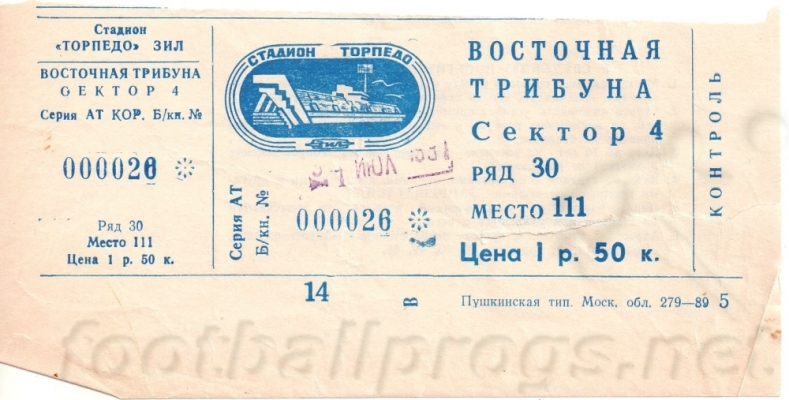 Стадион
«ТОРПЕДО» ЗИЛ
ВОСТОЧНАЯ ТРИБУНА
СЕКТОР 4
Серия АТ КОР. Б/кн. №
000026
Ряд 30
Место 111
Цена 1 р. 50 к.
СТАДИОН ТОРПЕДО
ЗИЛ
ИЮЛ
Серия АТ
Б/кн. №
000026
ВОСТОЧНАЯ
ТРИБУНА
Сектор 4
РЯД 30
МЕСТО 111
Цена 1 р. 50 к.
КОНТРОЛЬ
14
В
Пушкинская тип. Моск. обл. 279—89 5
footballprogs.net